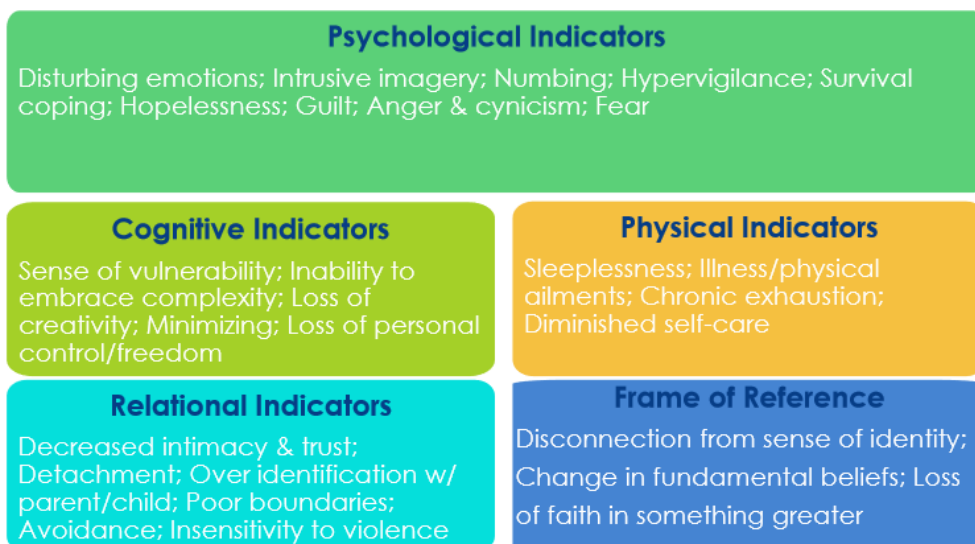 Psychological Indicators
Disturbing emotions; Intrusive imagery; Numbing; Hypervigilance; Survival
coping; Hopelessness; Guilt; Anger & cynicism; Fear
Cognitive Indicators
Sense of vulnerability; Inability to
embrace complexity; Loss of
creativity; Minimizing; Loss of personal
control/freedom
Physical Indicators
Sleeplessness; Illness/physical
ailments; Chronic exhaustion;
Diminished self-care
Relational Indicators
Decreased intimacy & trust;
Detachment; Over identification w/
parent/child; Poor boundaries;
Avoidance; Insensitivity to violence
Frame of Reference
Disconnection from sense of identity;
Change in fundamental beliefs; Loss
of faith in something greater